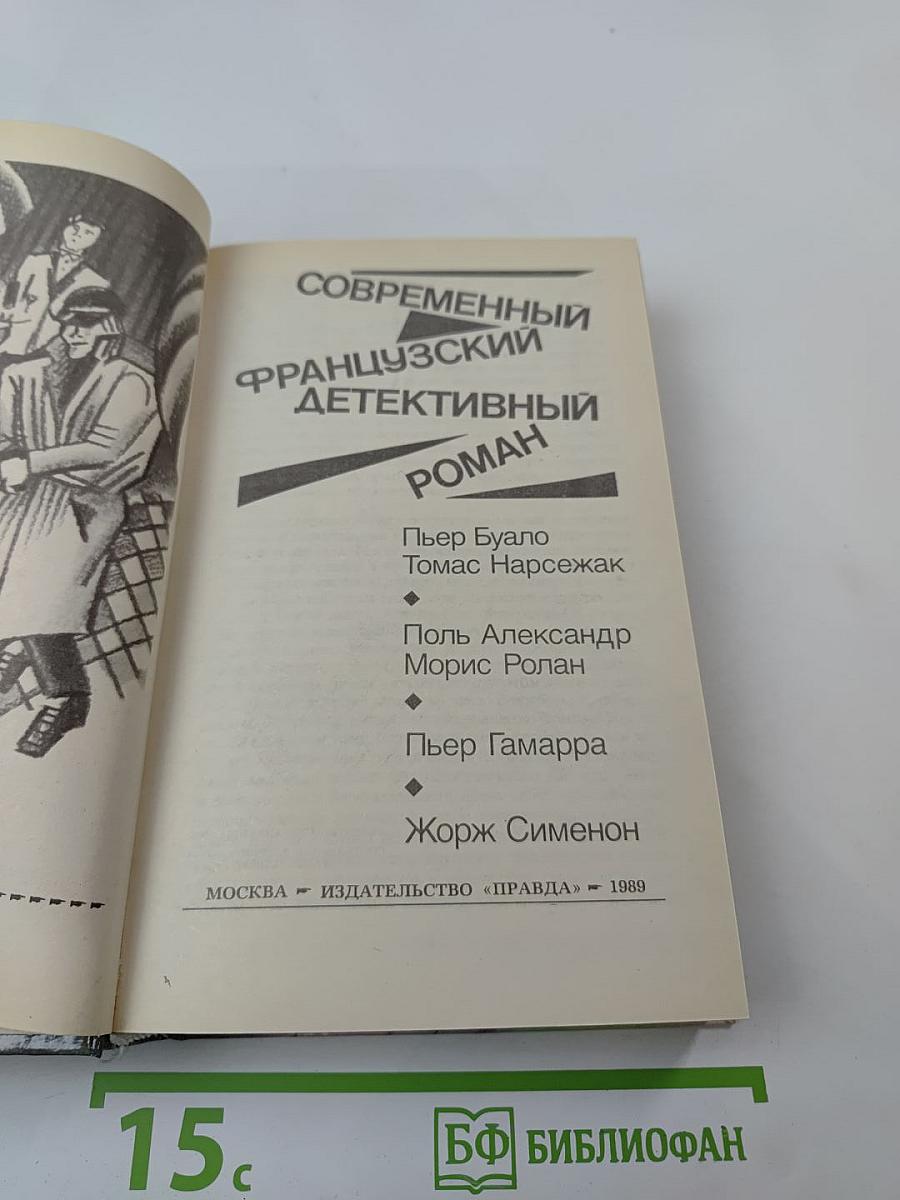 СОВРЕМЕННЫЙ
ФРАНЦУЗСКИЙ
ДЕТЕКТИВНЫЙ
РОМАН
Пьер Буало
Томас Нарсежак
Поль Александр
Морис Ролан
Пьер Гамарра
Жорж Сименон
МОСКВА ИЗДАТЕЛЬСТВО «ПРАВДА» 1989
15 с
БФ БИБЛИОФАН